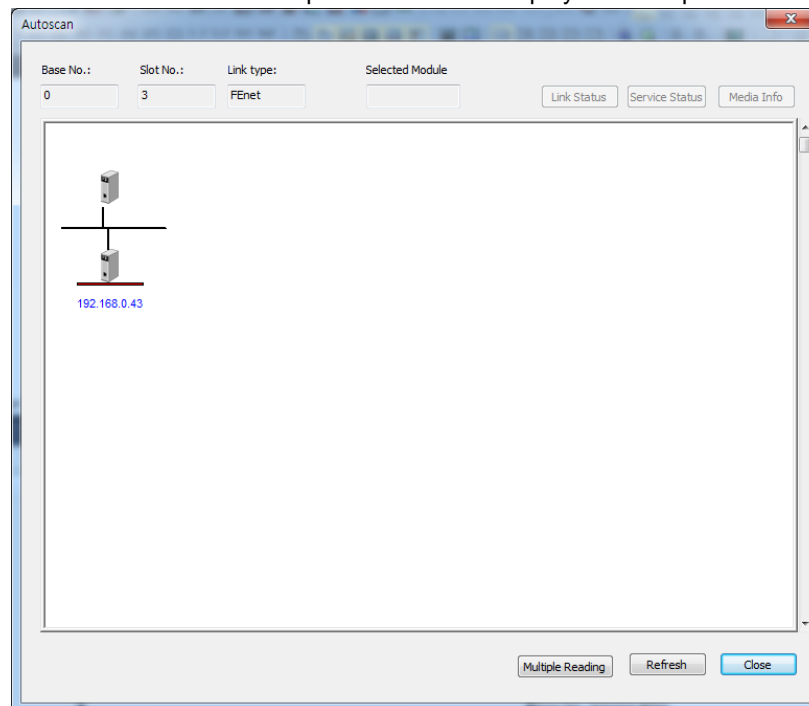 Autoscan
Base No.: Slot No.: Link type: Selected Module
0 3 FEnet Link Status Service Status Media Info
192.168.0.43
Multiple Reading Refresh Close